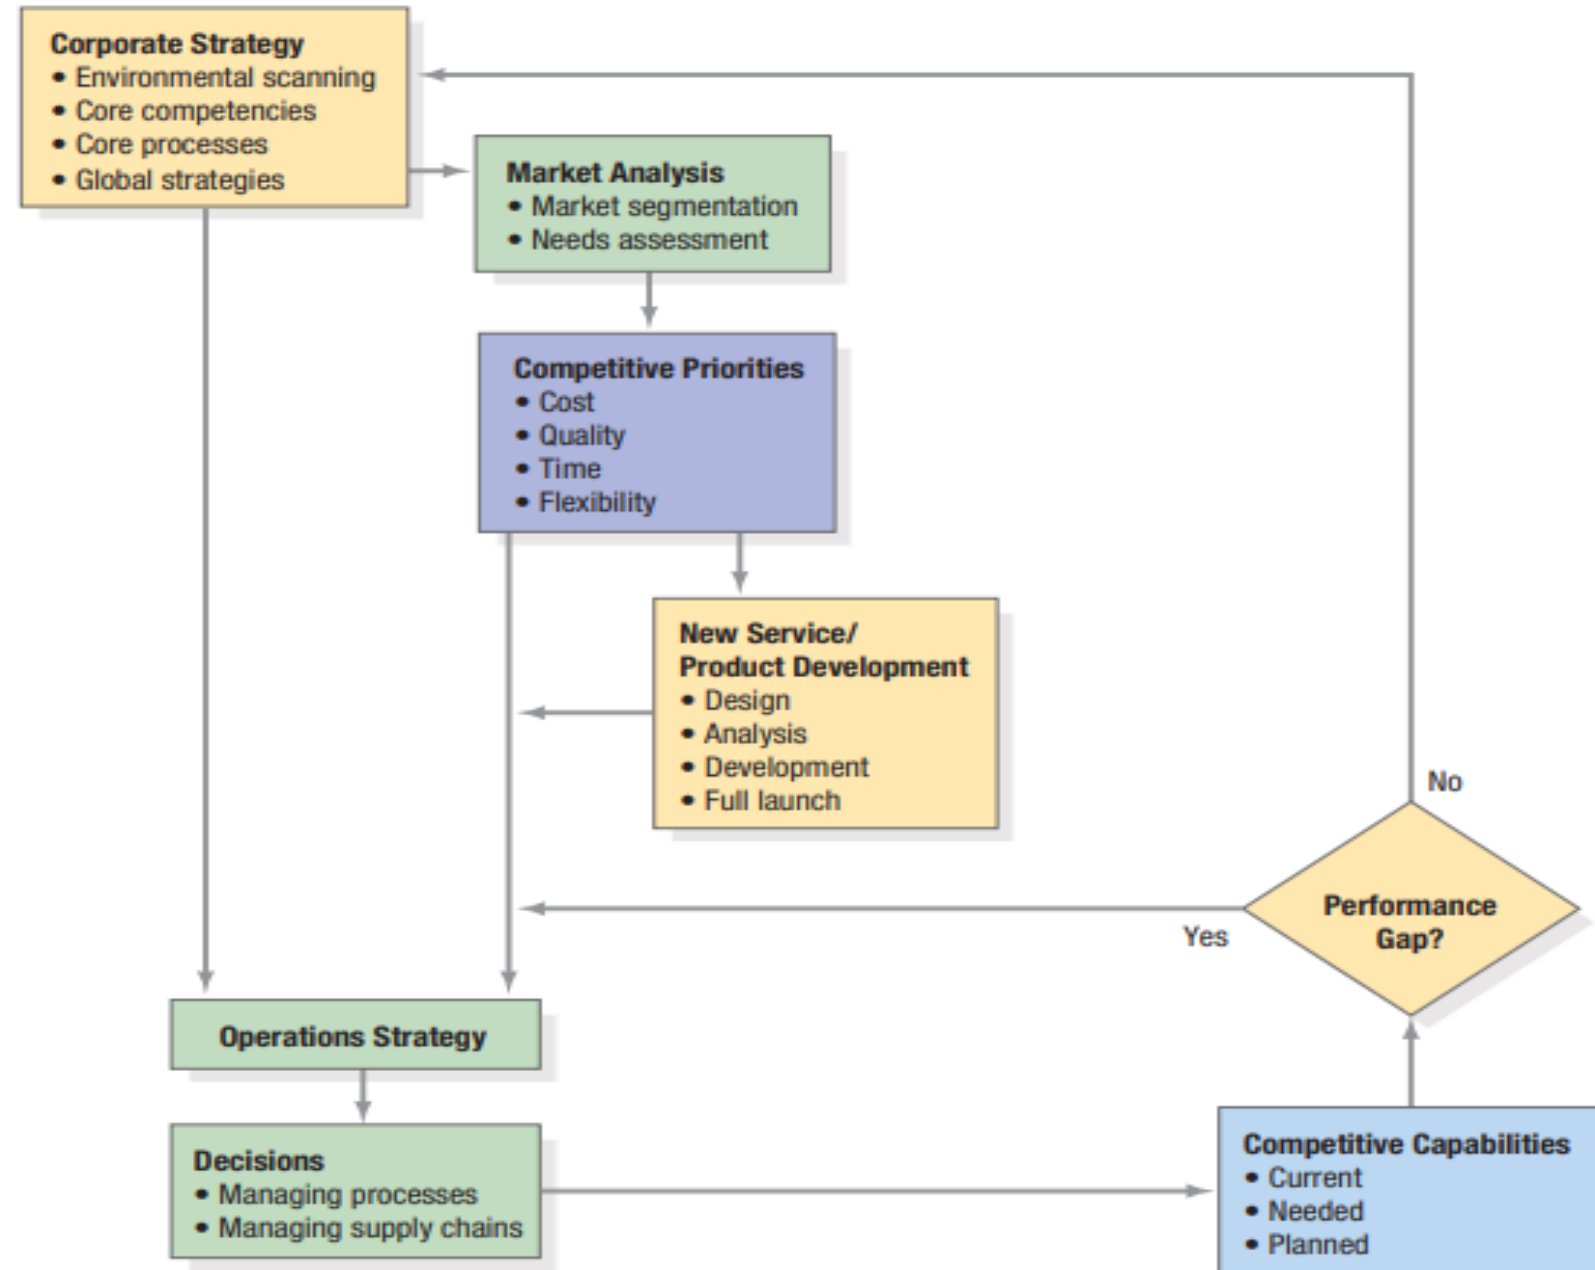 Corporate Strategy
• Environmental scanning
• Core competencies
• Core processes
• Global strategies
Market Analysis
• Market segmentation
• Needs assessment
Competitive Priorities
• Cost
• Quality
• Time
• Flexibility
New Service/
Product Development
• Design
• Analysis
• Development
• Full launch
No
Performance
Gap?
Yes
Operations Strategy
Decisions
• Managing processes
• Managing supply chains
Competitive Capabilities
• Current
• Needed
• Planned